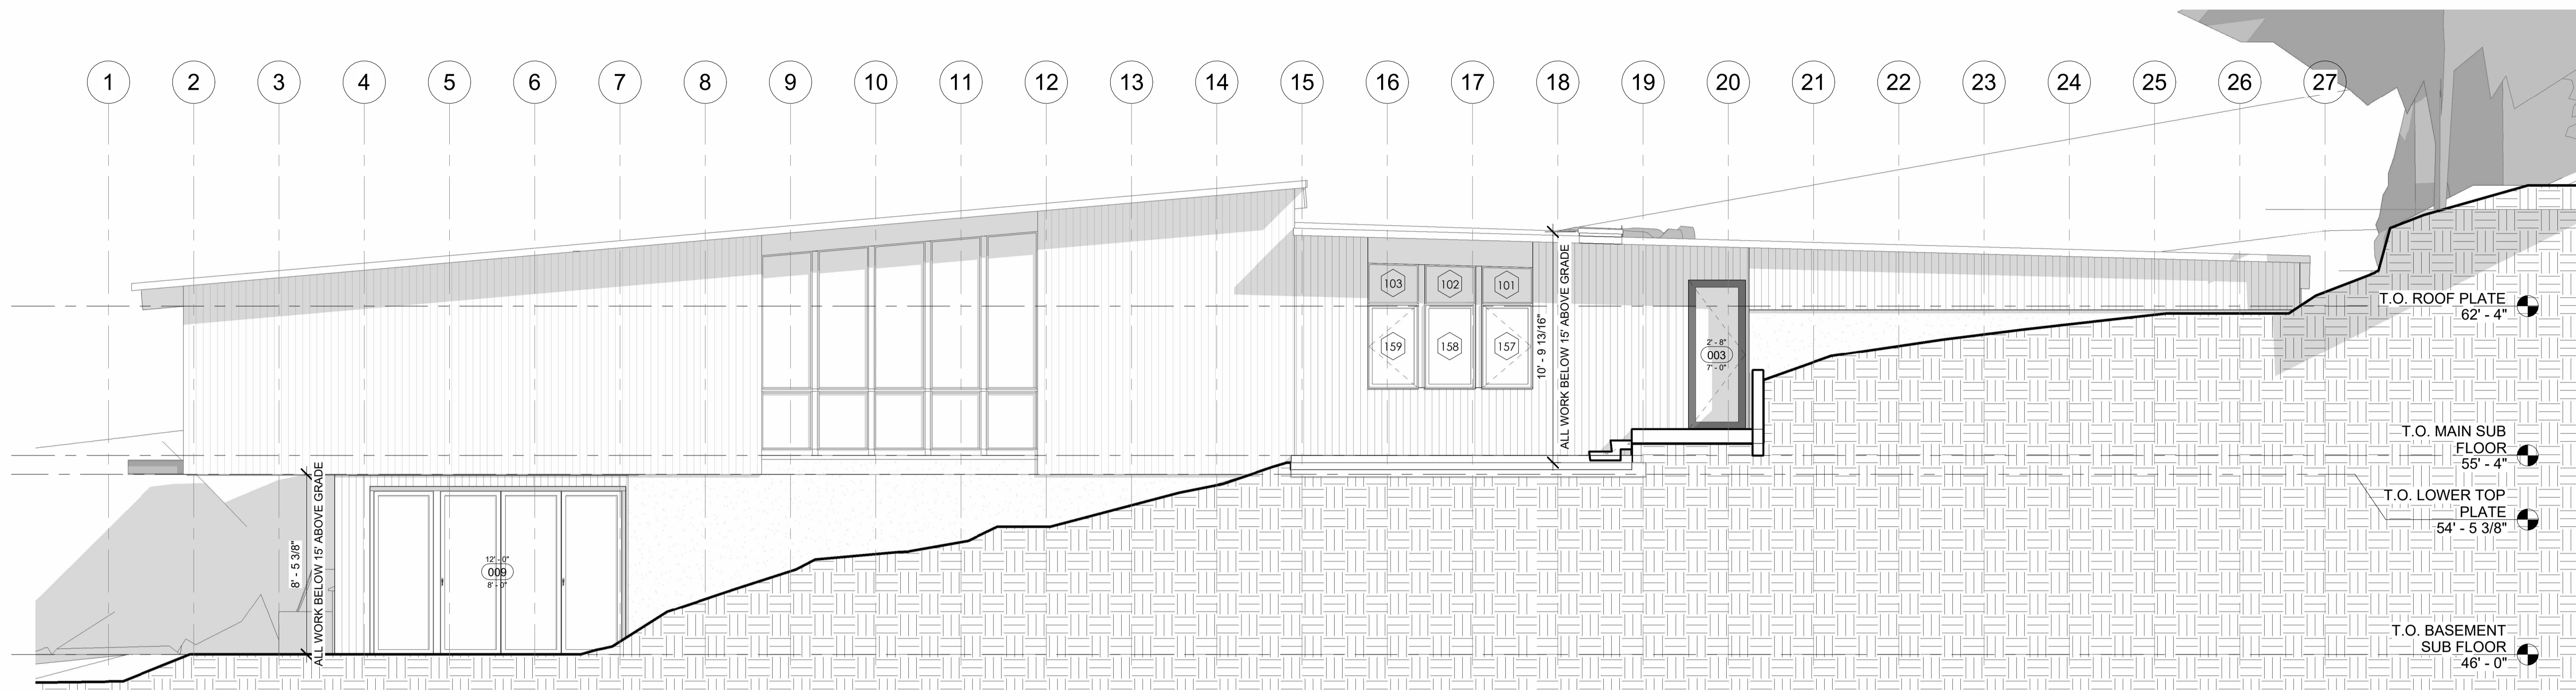 1 2 3 4 5 6 7 8 9 10 11 12 13 14 15 16 17 18 19 20 21 22 23 24 25 26 27
103 102 101
159 158 157
10' - 9 13/16"
ALL WORK BELOW 15' ABOVE GRADE
2' - 8"
003
7' - 0"
T.O. ROOF PLATE
62' - 4"
T.O. MAIN SUB
FLOOR
55' - 4"
T.O. LOWER TOP
PLATE
54' - 5 3/8"
8' - 5 3/8"
ALL WORK BELOW 15' ABOVE GRADE
12' - 0"
009
8' - 0"
T.O. BASEMENT
SUB FLOOR
46' - 0"